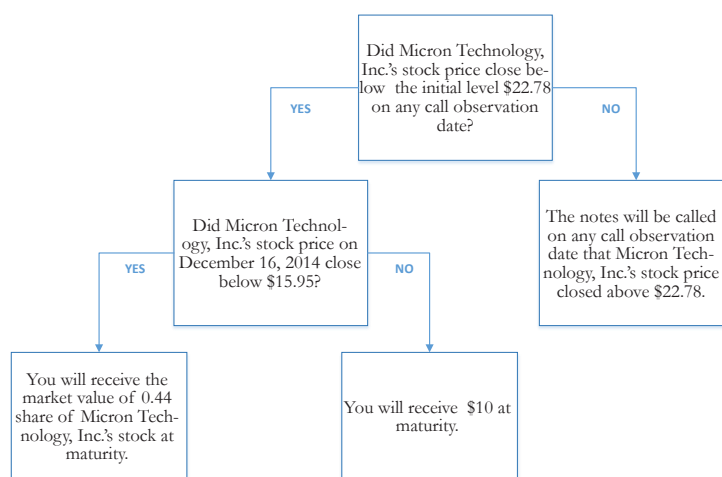 Did Micron Technology,
Inc.'s stock price close be-
low the initial level $22.78
on any call observation
date?
YES
NO
Did Micron Technol-
ogy, Inc.'s stock price on
December 16, 2014 close
below $15.95?
The notes will be called
on any call observation
date that Micron Tech-
nology, Inc.'s stock price
closed above $22.78.
YES
NO
You will receive the
market value of 0.44
share of Micron Tech-
nology, Inc.'s stock at
maturity.
You will receive $10 at
maturity.